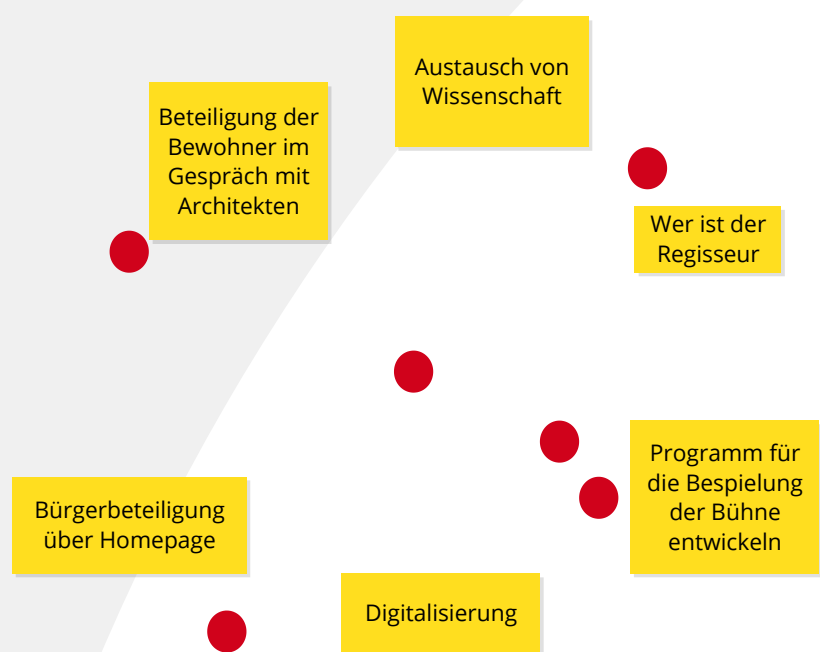 Austausch von
Wissenschaft
Beteiligung der
Bewohner im
Gespräch mit
Architekten
Wer ist der
Regisseur
Programm für
die Bespielung
der Bühne
entwickeln
Bürgerbeteiligung
über Homepage
Digitalisierung